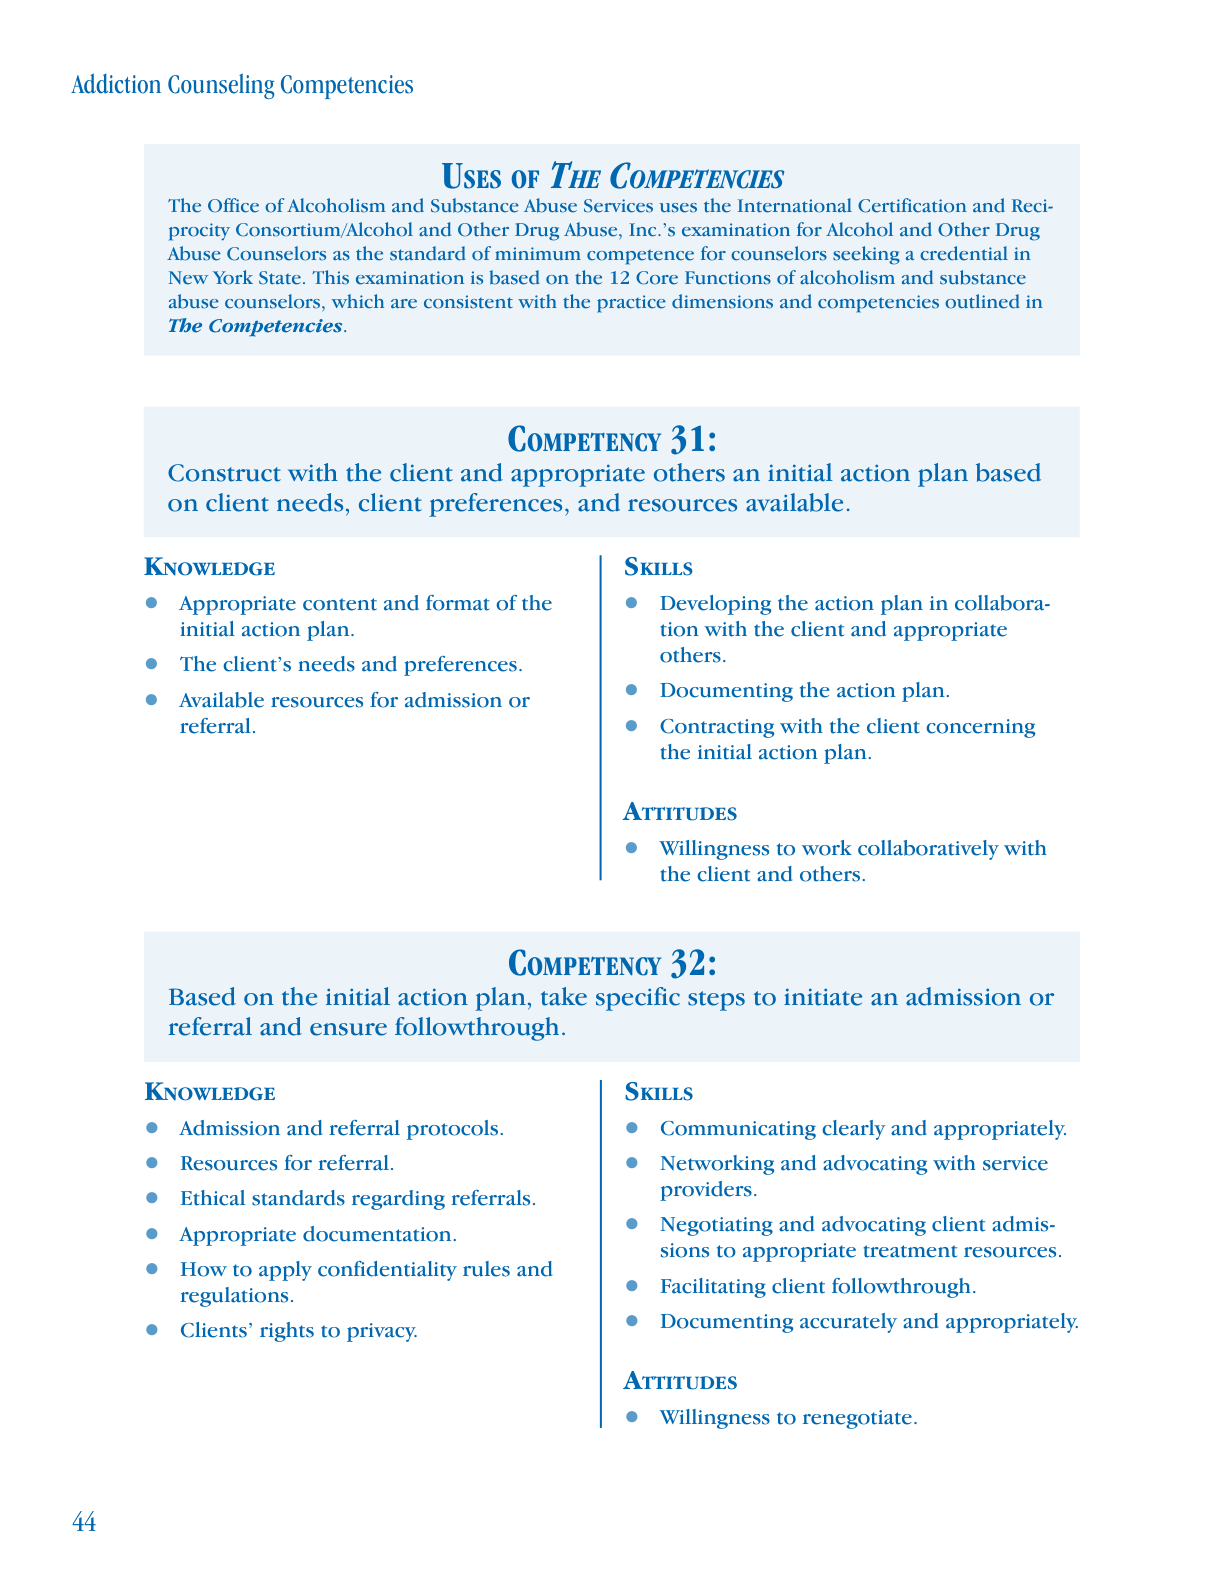 Addiction Counseling Competencies
Uses of The Competencies
The Office of Alcoholism and Substance Abuse Services uses the International Certification and Reci-
procity Consortium/Alcohol and Other Drug Abuse, Inc.’s examination for Alcohol and Other Drug
Abuse Counselors as the standard of minimum competence for counselors seeking a credential in
New York State. This examination is based on the 12 Core Functions of alcoholism and substance
abuse counselors, which are consistent with the practice dimensions and competencies outlined in
The Competencies.
Competency 31:
Construct with the client and appropriate others an initial action plan based
on client needs, client preferences, and resources available.
Knowledge
● Appropriate content and format of the
initial action plan.
● The client’s needs and preferences.
● Available resources for admission or
referral.
Skills
● Developing the action plan in collabora-
tion with the client and appropriate
others.
● Documenting the action plan.
● Contracting with the client concerning
the initial action plan.
Attitudes
● Willingness to work collaboratively with
the client and others.
Competency 32:
Based on the initial action plan, take specific steps to initiate an admission or
referral and ensure followthrough.
Knowledge
● Admission and referral protocols.
● Resources for referral.
● Ethical standards regarding referrals.
● Appropriate documentation.
● How to apply confidentiality rules and
regulations.
● Clients’ rights to privacy.
Skills
● Communicating clearly and appropriately.
● Networking and advocating with service
providers.
● Negotiating and advocating client admis-
sions to appropriate treatment resources.
● Facilitating client followthrough.
● Documenting accurately and appropriately.
Attitudes
● Willingness to renegotiate.
44